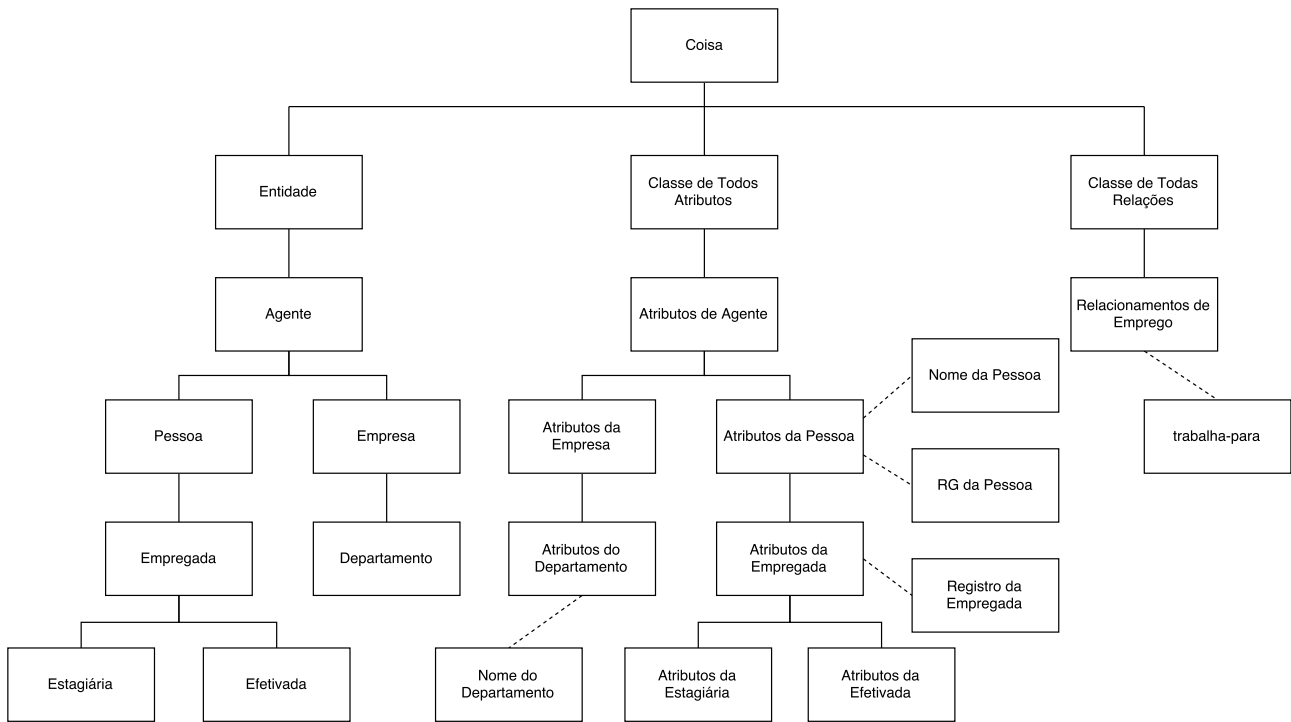 Coisa
Entidade
Classe de Todos
Atributos
Classe de Todas
Relações
Agente
Atributos de Agente
Relacionamentos de
Emprego
Nome da Pessoa
Pessoa
Empresa
Atributos da
Empresa
Atributos da Pessoa
trabalha-para
RG da Pessoa
Empregada
Departamento
Atributos do
Departamento
Atributos da
Empregada
Registro da
Empregada
Estagiária
Efetivada
Nome do
Departamento
Atributos da
Estagiária
Atributos da
Efetivada